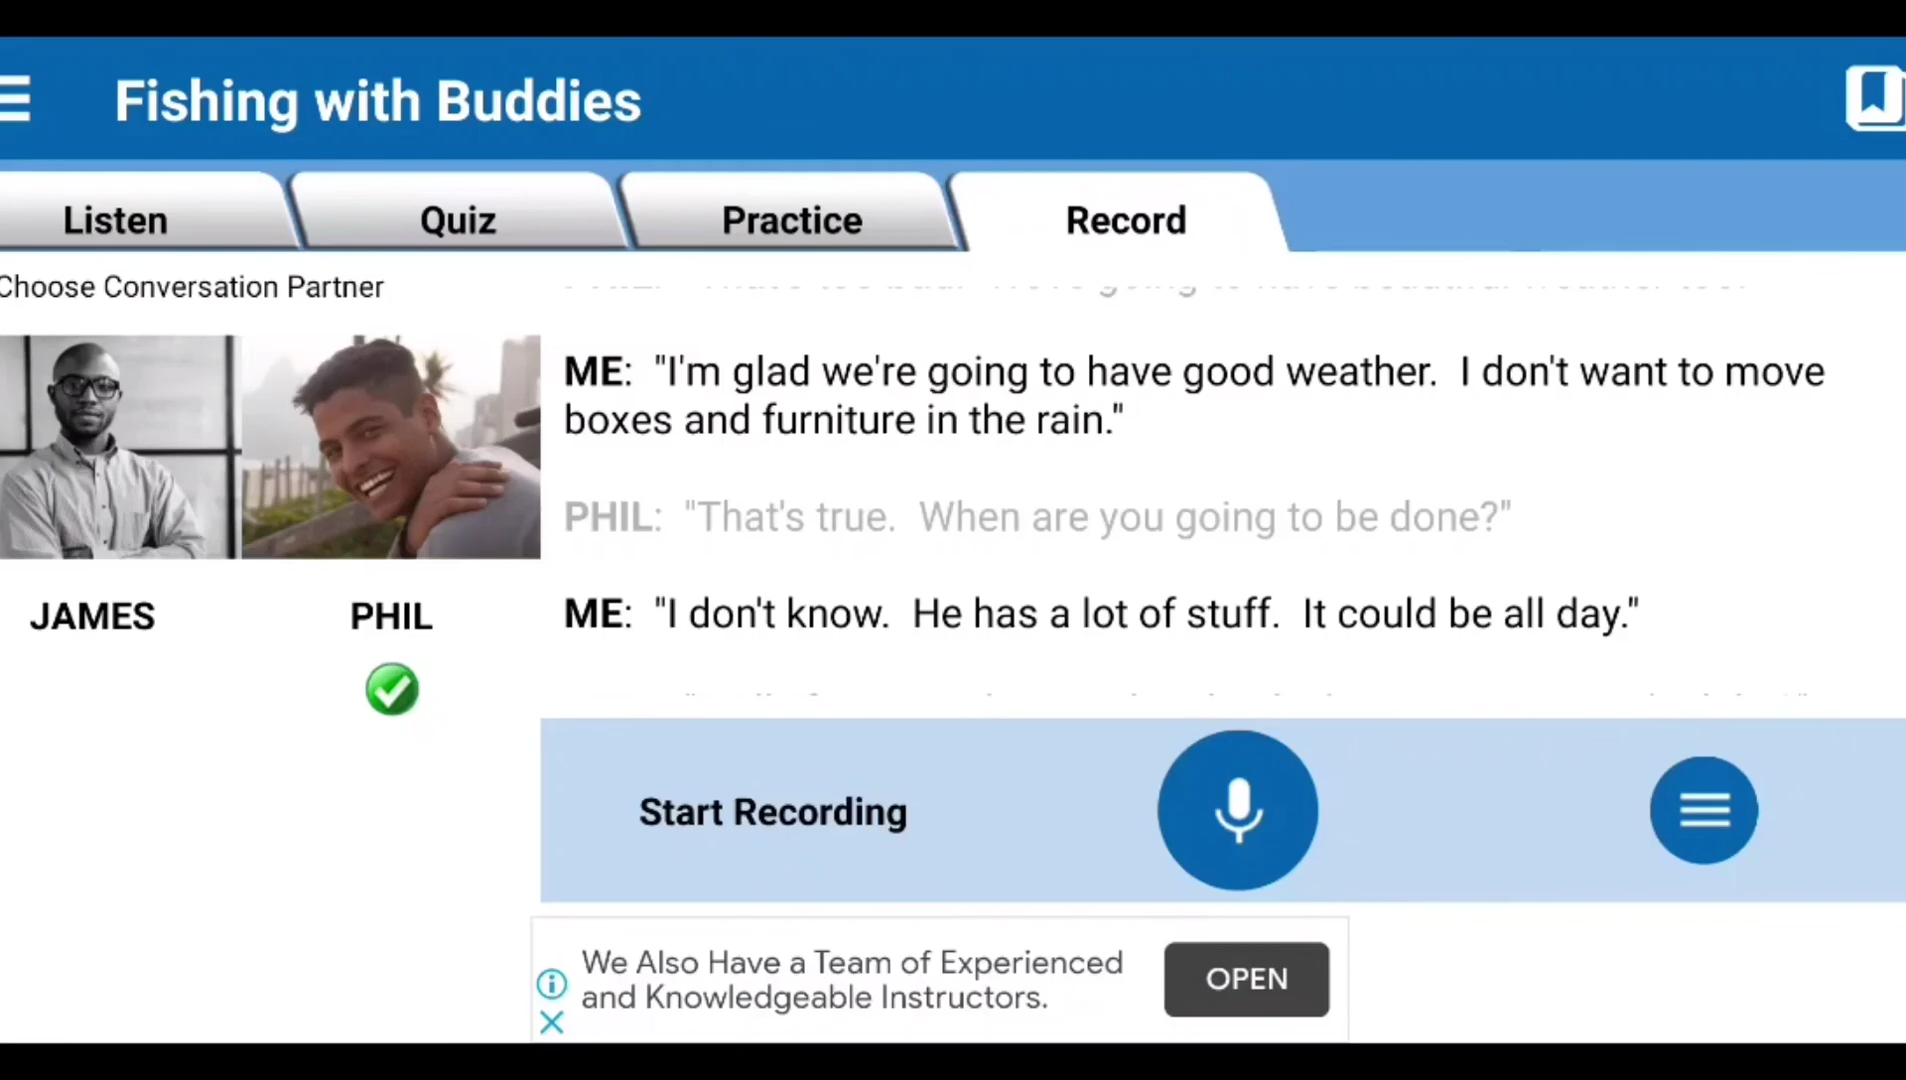 Fishing with Buddies
Listen
Quiz
Practice
Record
Choose Conversation Partner
JAMES
PHIL
ME: "I'm glad we're going to have good weather. I don't want to move
boxes and furniture in the rain."
PHIL: "That's true. When are you going to be done?"
ME: "I don't know. He has a lot of stuff. It could be all day."
Start Recording
We Also Have a Team of Experienced
and Knowledgeable Instructors.
OPEN